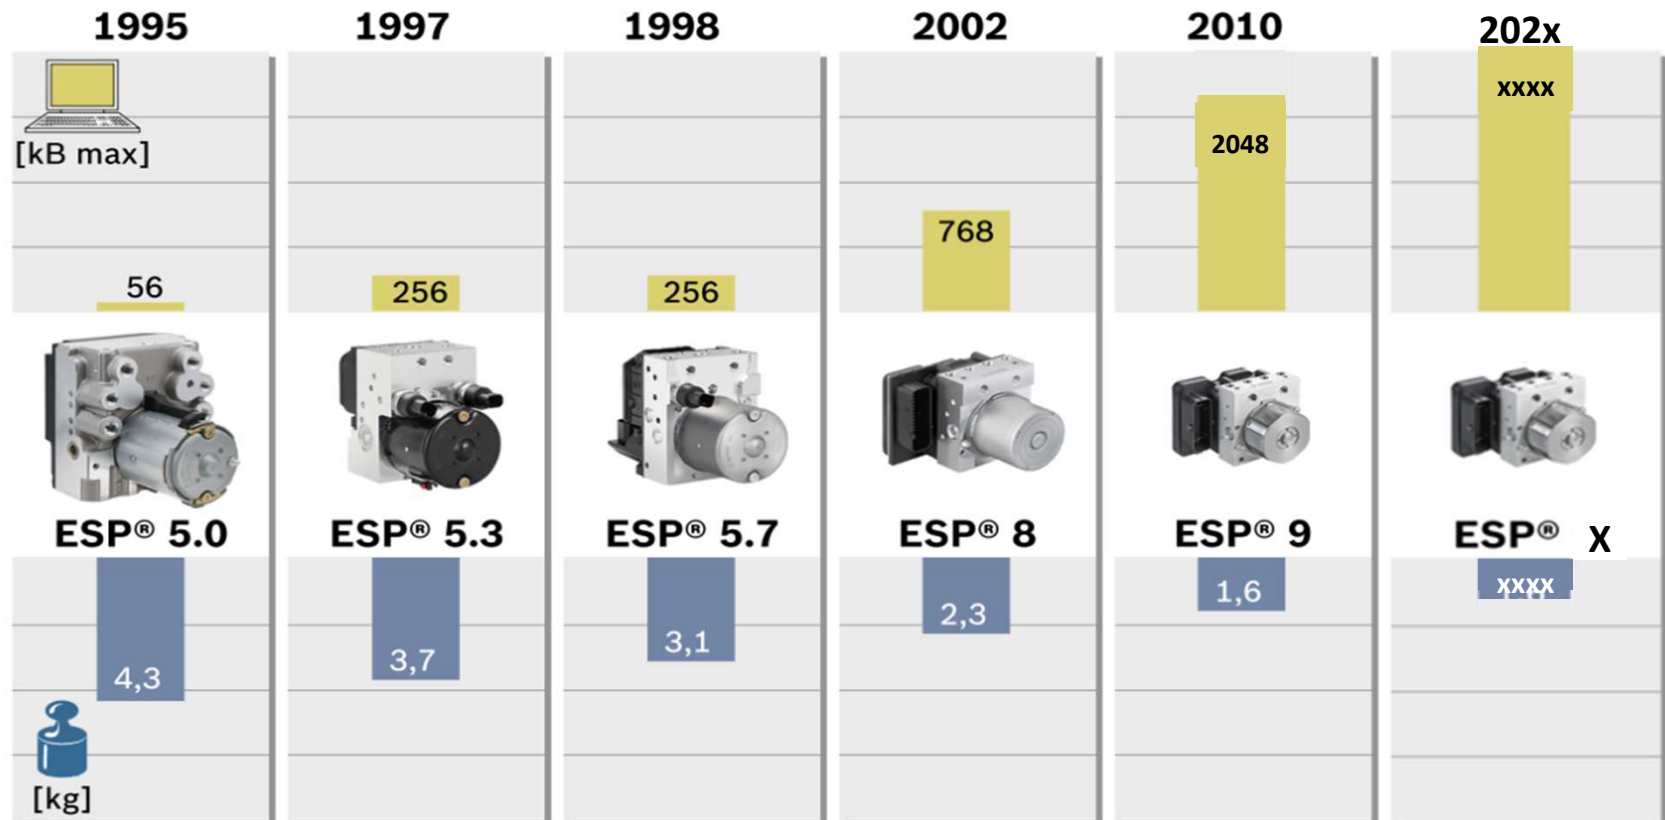 1995
1997
1998
2002
2010
202x
[kB max]
56
256
256
768
2048
xxxx
ESP® 5.0
ESP® 5.3
ESP® 5.7
ESP® 8
ESP® 9
ESP® X
4,3
3,7
3,1
2,3
1,6
xxxx
[kg]